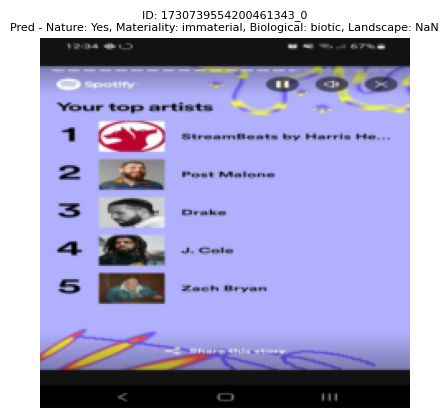 ID: 1730739554200461343_0
Pred - Nature: Yes, Materiality: immaterial, Biological: biotic, Landscape: NaN
12:34
67%
Spotify
Your top artists
1 StreamBeats by Harris He...
2 Post Malone
3 Drake
4 J. Cole
5 Zach Bryan
Share this story